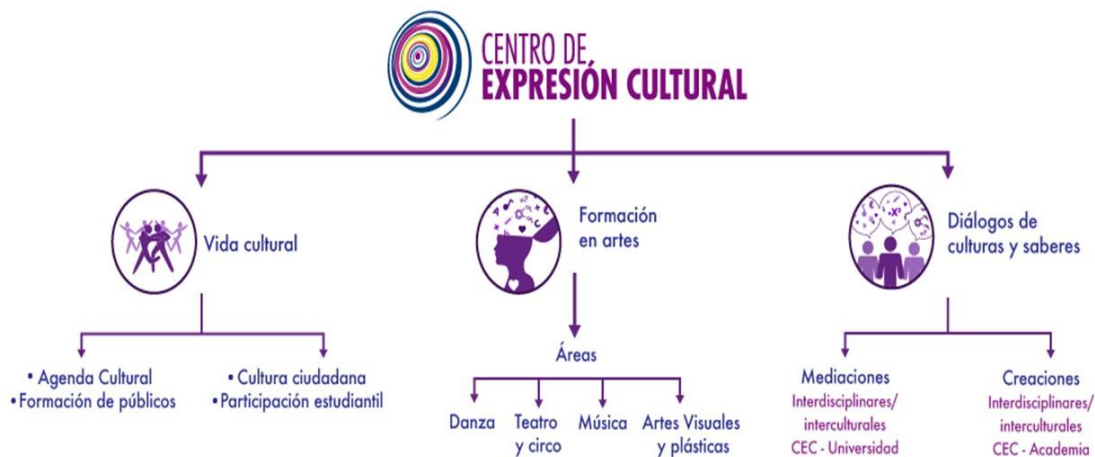 CENTRO DE
EXPRESIÓN CULTURAL
Vida cultural
• Agenda Cultural
• Formación de públicos
• Cultura ciudadana
• Participación estudiantil
Formación
en artes
Áreas
Danza
Teatro
y circo
Música
Artes Visuales
y plásticas
Diálogos de
culturas y saberes
Mediaciones
Interdisciplinares/
interculturales
CEC - Universidad
Creaciones
Interdisciplinares/
interculturales
CEC - Academia